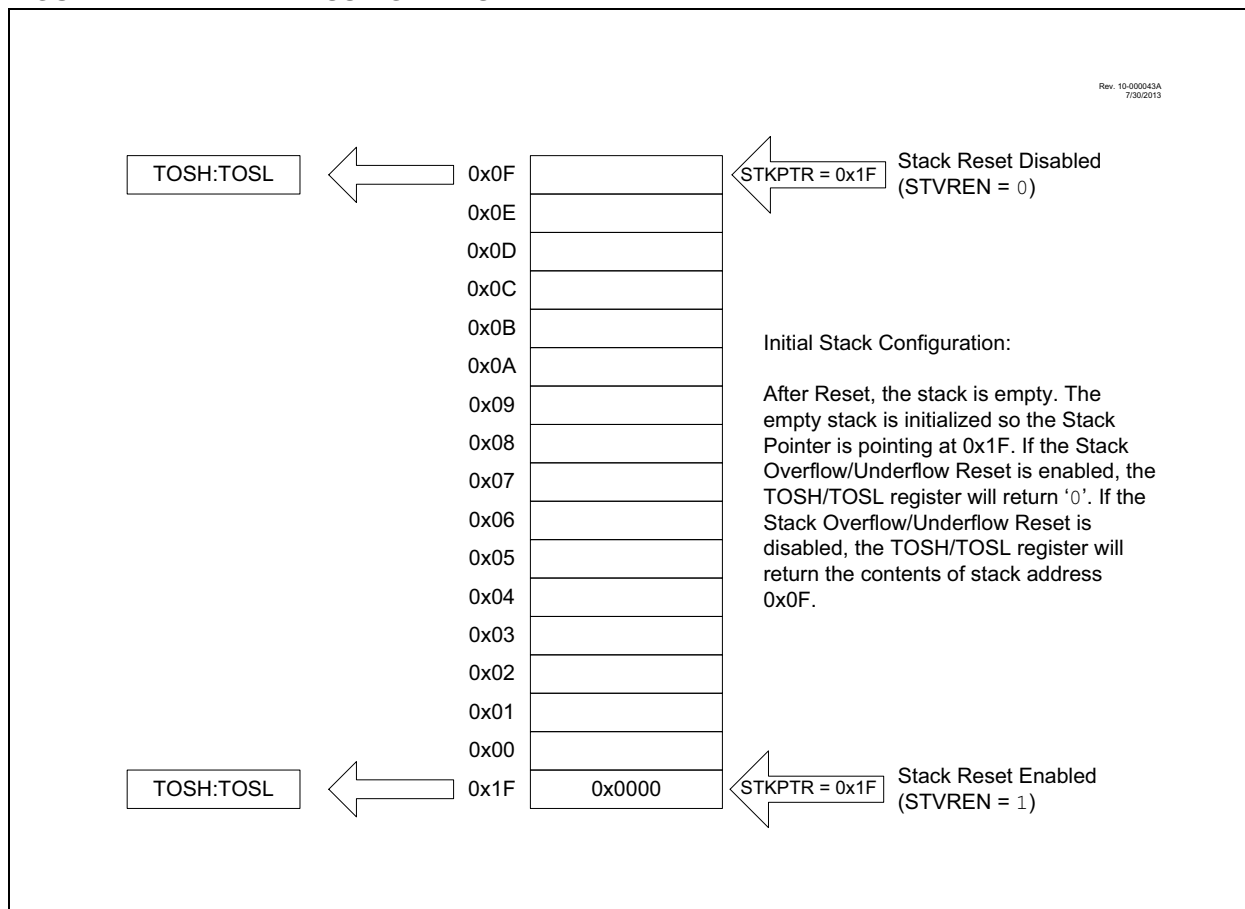 Rev. 10-000043A
7/30/2013
TOSH:TOSL
0x0F
STKPTR = 0x1F
Stack Reset Disabled
(STVREN = 0)
0x0E
0x0D
0x0C
0x0B
0x0A
0x09
0x08
0x07
0x06
0x05
0x04
0x03
0x02
0x01
0x00
Initial Stack Configuration:
After Reset, the stack is empty. The
empty stack is initialized so the Stack
Pointer is pointing at 0x1F. If the Stack
Overflow/Underflow Reset is enabled, the
TOSH/TOSL register will return ‘0’. If the
Stack Overflow/Underflow Reset is
disabled, the TOSH/TOSL register will
return the contents of stack address
0x0F.
TOSH:TOSL
0x1F
0x0000
STKPTR = 0x1F
Stack Reset Enabled
(STVREN = 1)